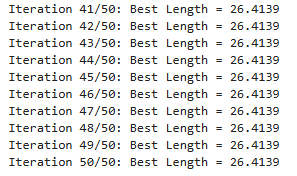 Iteration 41/50: Best Length = 26.4139
Iteration 42/50: Best Length = 26.4139
Iteration 43/50: Best Length = 26.4139
Iteration 44/50: Best Length = 26.4139
Iteration 45/50: Best Length = 26.4139
Iteration 46/50: Best Length = 26.4139
Iteration 47/50: Best Length = 26.4139
Iteration 48/50: Best Length = 26.4139
Iteration 49/50: Best Length = 26.4139
Iteration 50/50: Best Length = 26.4139